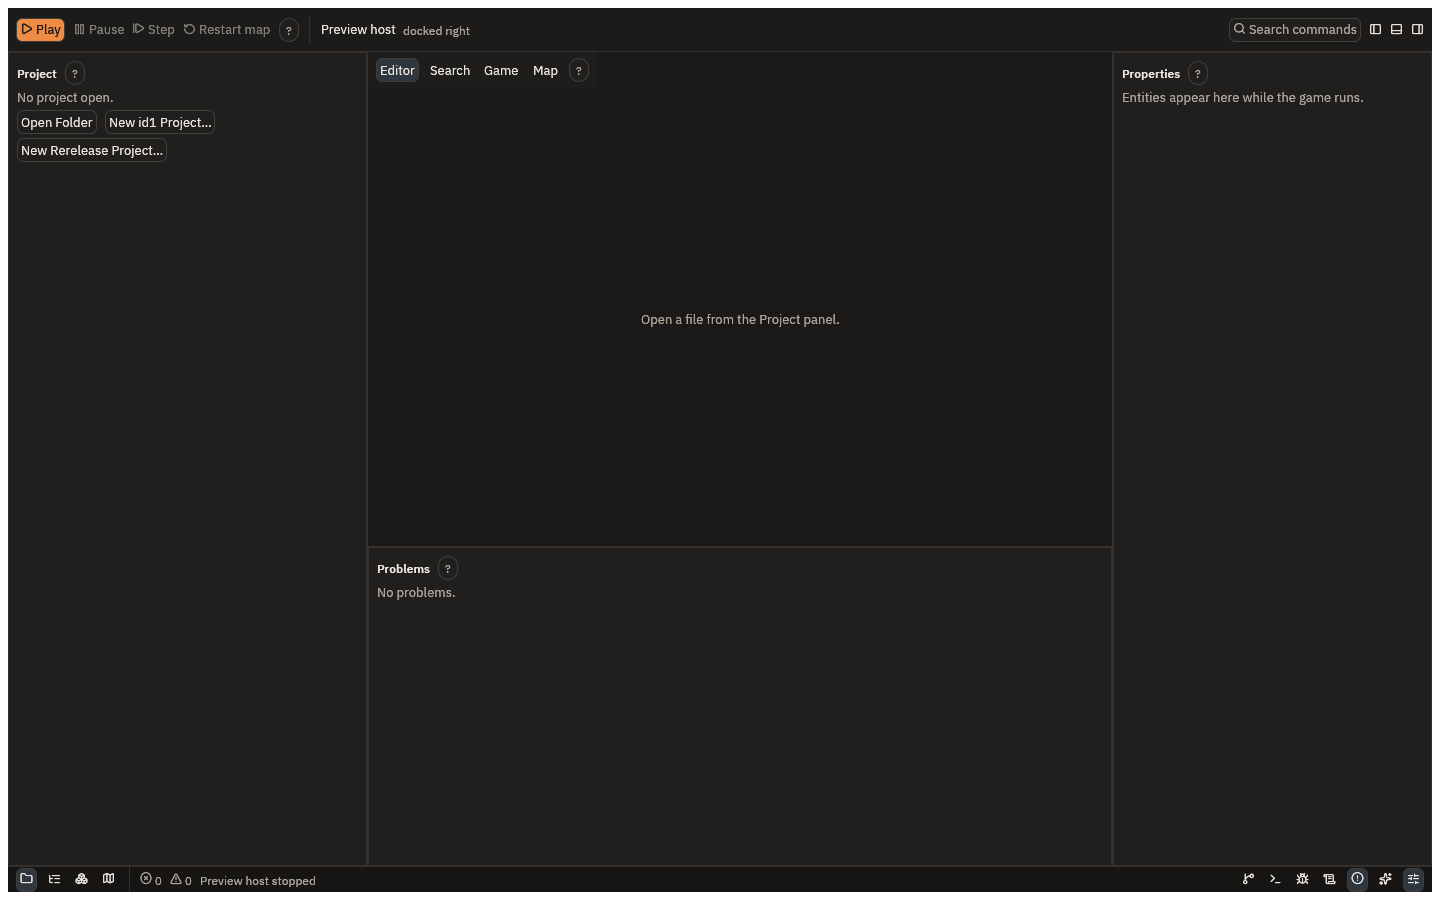 Play Pause Step Restart map ? Preview host docked right Search commands
Project ?
No project open.
Open Folder New id1 Project...
New Rerelease Project...
Editor Search Game Map ?
Open a file from the Project panel.
Problems ?
No problems.
Properties ?
Entities appear here while the game runs.
0 0 Preview host stopped